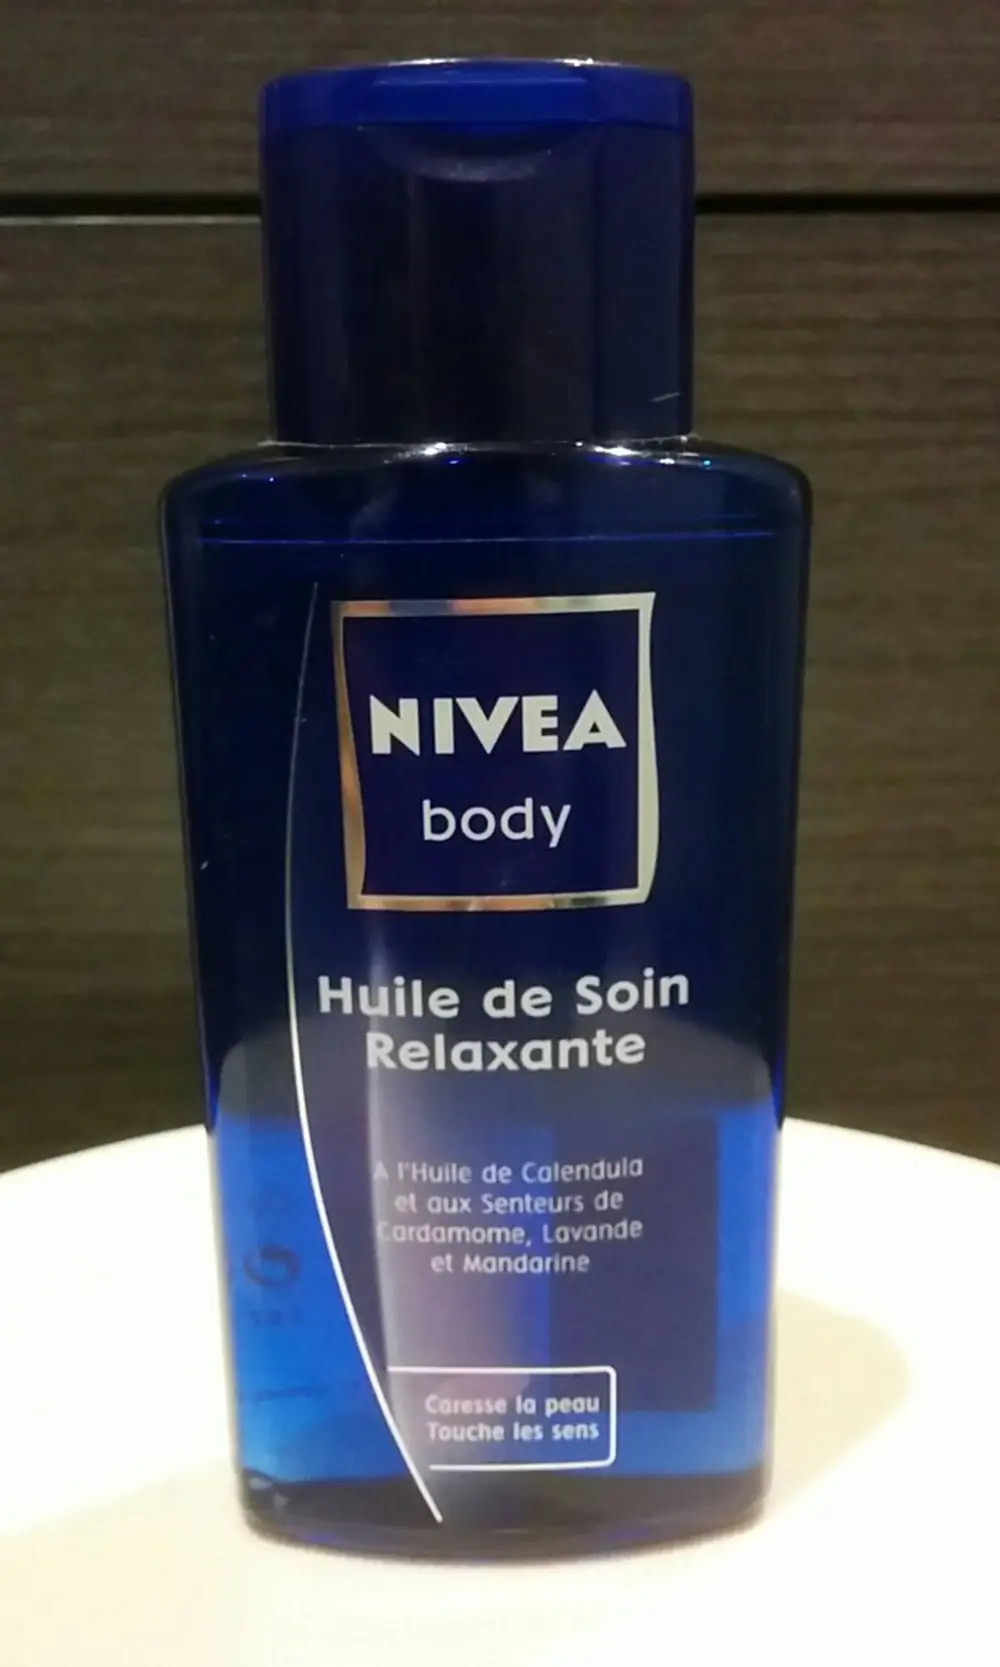 NIVEA
body
Huile de Soin
Relaxante
A l'Huile de Calendula
et aux Senteurs de
Cardamome, Lavande
et Mandarine
Caresse la peau
Touche les sens